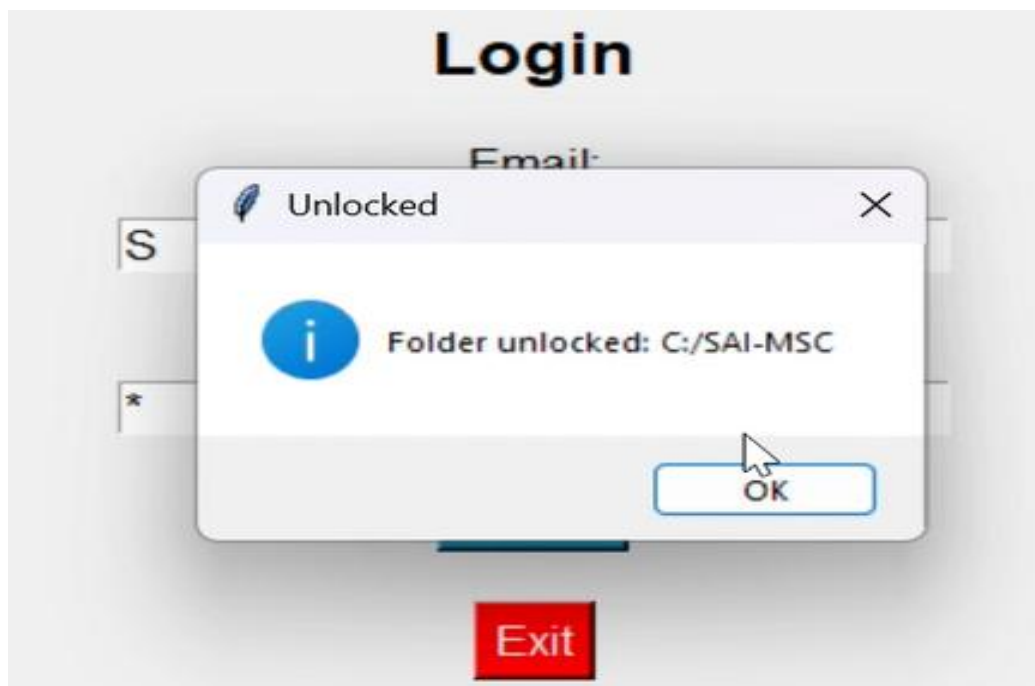 Login
Email:
Unlocked
S
Folder unlocked: C:/SAI-MSC
*
OK
Exit